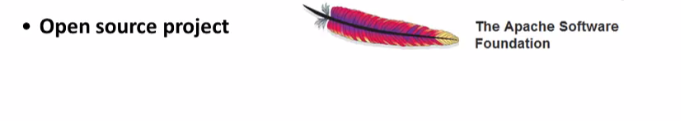 • Open source project
The Apache Software
Foundation